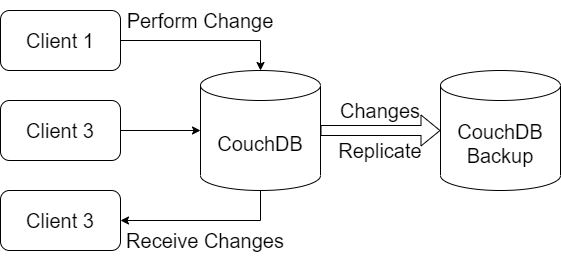 Perform Change
Client 1
Client 3
CouchDB
Changes
Replicate
CouchDB
Backup
Client 3
Receive Changes